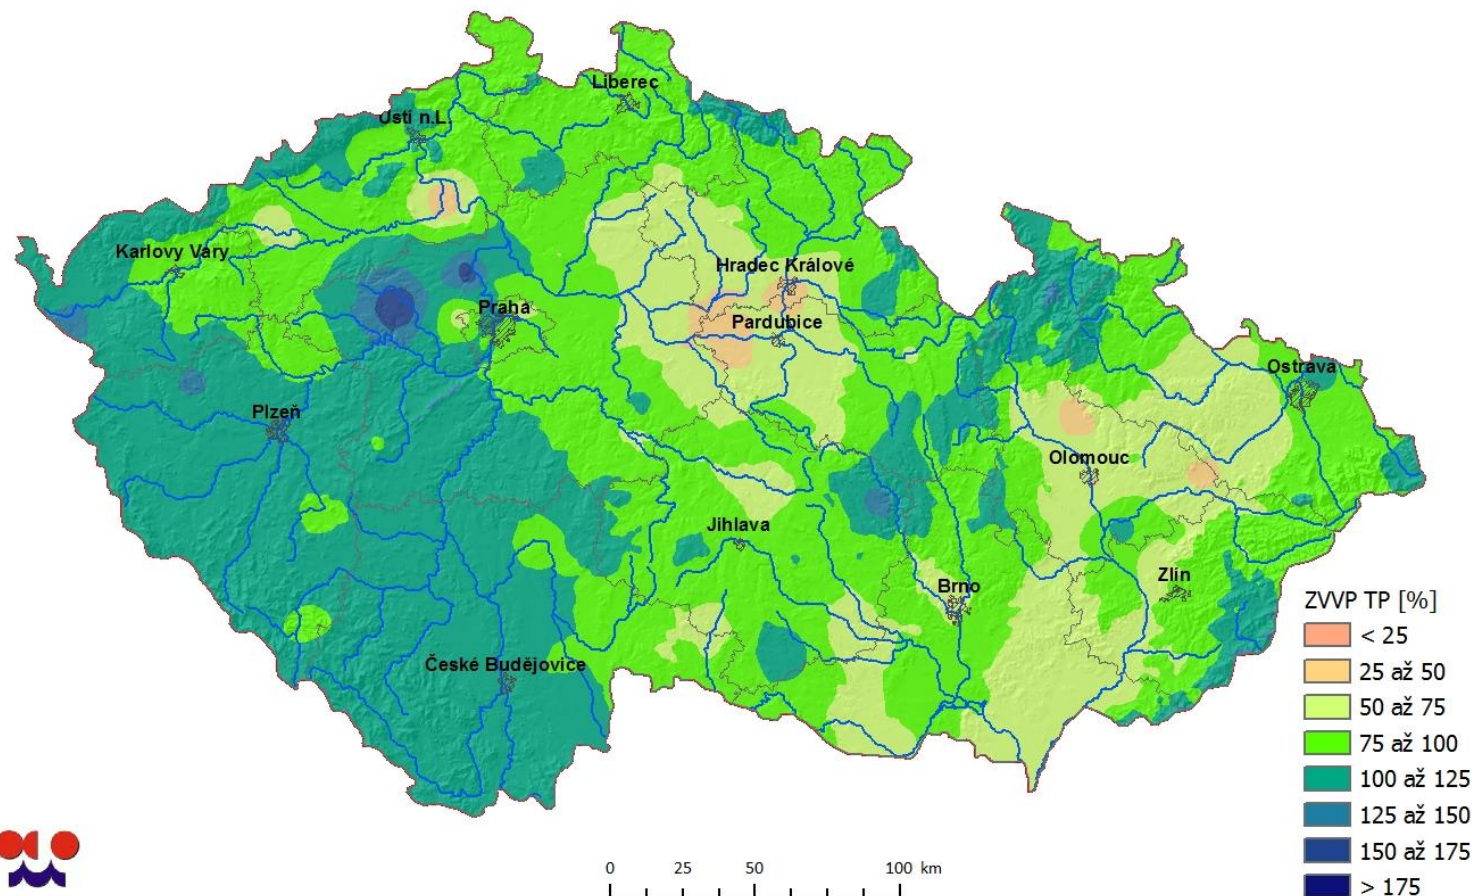 Liberec
Ústí n.L.
Karlovy Vary
Hradec Králové
Praha
Pardubice
Ostrava
Plzeň
Olomouc
Jihlava
Zlín
Brno
České Budějovice
ZVVP TP [%]
< 25
25 až 50
50 až 75
75 až 100
100 až 125
125 až 150
150 až 175
> 175
0 25 50 100 km